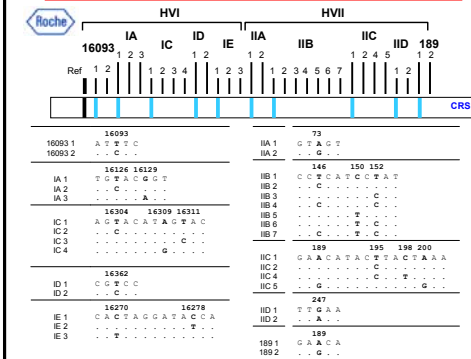 Roche
HVI HVII
16093 IA IC ID IE IIA IIB IIC IID 189
Ref 1 2 1 2 3 1 2 3 4 1 2 1 2 3 1 2 1 2 3 4 5 6 7 1 2 4 5 1 2 1 2
CRS
16093
16093 1 A T T T C
16093 2 . . C . .
16126 16129
IA 1 T G T A C G G T
IA 2 . . C . . . . .
IA 3 . . . . . A . .
16304 16309 16311
IC 1 A G T A C A T A G T A C
IC 2 . . C . . . . . . . . .
IC 3 . . . . . . . . . C . .
IC 4 . . . . . . . G . . . .
16362
ID 1 C G T C C
ID 2 . . C . .
16270 16278
IE 1 C A C T A G G A T A C C A
IE 2 . . . . . . . . . . T . .
IE 3 . . T . . . . . . . . . .
73
IIA 1 G T A G T
IIA 2 . . G . .
146 150 152
IIB 1 C C T C A T C C T A T
IIB 2 . . C . . . . . . . .
IIB 3 . . . . . . . . C . .
IIB 4 . . C . . . . . C . .
IIB 5 . . . . . . T . . . .
IIB 6 . . . . . . T . C . .
IIB 7 . . C . . . T . C . .
189 195 198 200
IIC 1 G A A C A T A C T T A C T A A A
IIC 2 . . . . . . . . C . . . . . . .
IIC 4 . . . . . . . . C . . T . . . .
IIC 5 . . G . . . . . . . . . . G . .
247
IID 1 T T G A A
IID 2 . . A . .
189
189 1 G A A C A
189 2 . . G . .